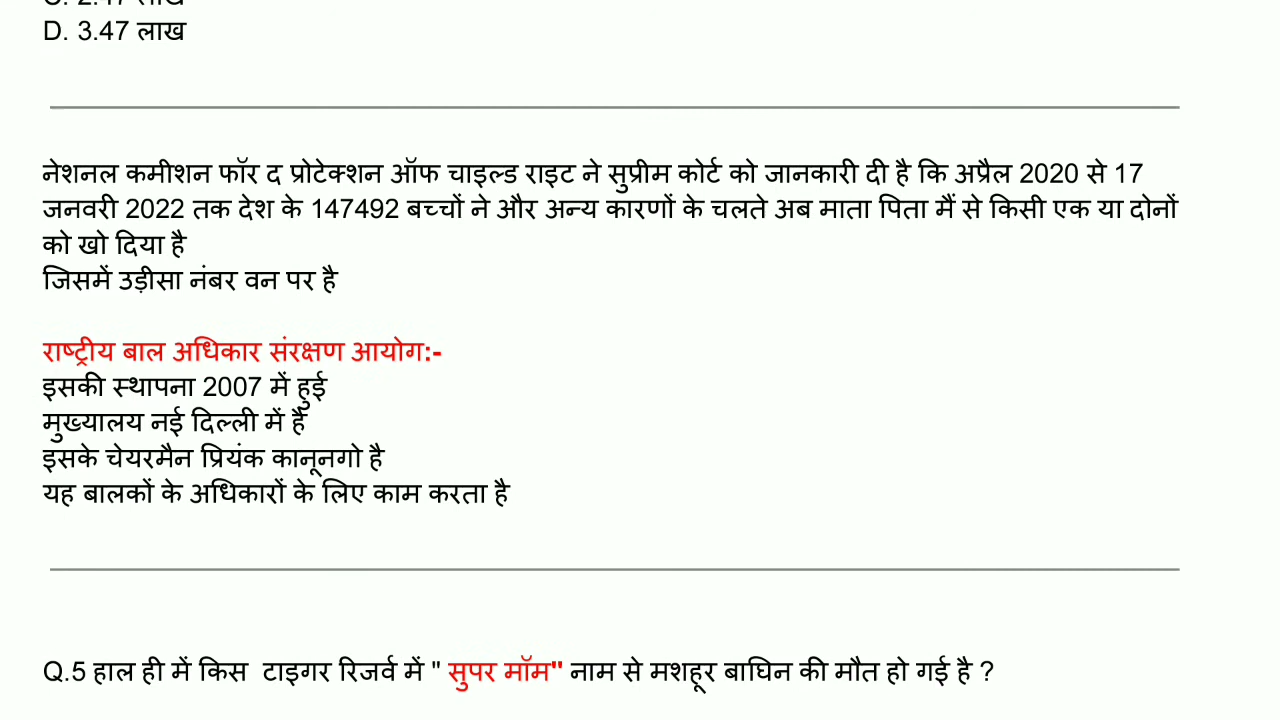 D. 3.47 लाख
नेशनल कमीशन फॉर द प्रोटेक्शन ऑफ चाइल्ड राइट ने सुप्रीम कोर्ट को जानकारी दी है कि अप्रैल 2020 से 17
जनवरी 2022 तक देश के 147492 बच्चों ने और अन्य कारणों के चलते अब माता पिता मैं से किसी एक या दोनों
को खो दिया है
जिसमें उड़ीसा नंबर वन पर है
राष्ट्रीय बाल अधिकार संरक्षण आयोग:-
इसकी स्थापना 2007 में हुई
मुख्यालय नई दिल्ली में है
इसके चेयरमैन प्रियंक कानूनगो है
यह बालकों के अधिकारों के लिए काम करता है
Q.5 हाल ही में किस टाइगर रिजर्व में " सुपर मॉम" नाम से मशहूर बाघिन की मौत हो गई है ?